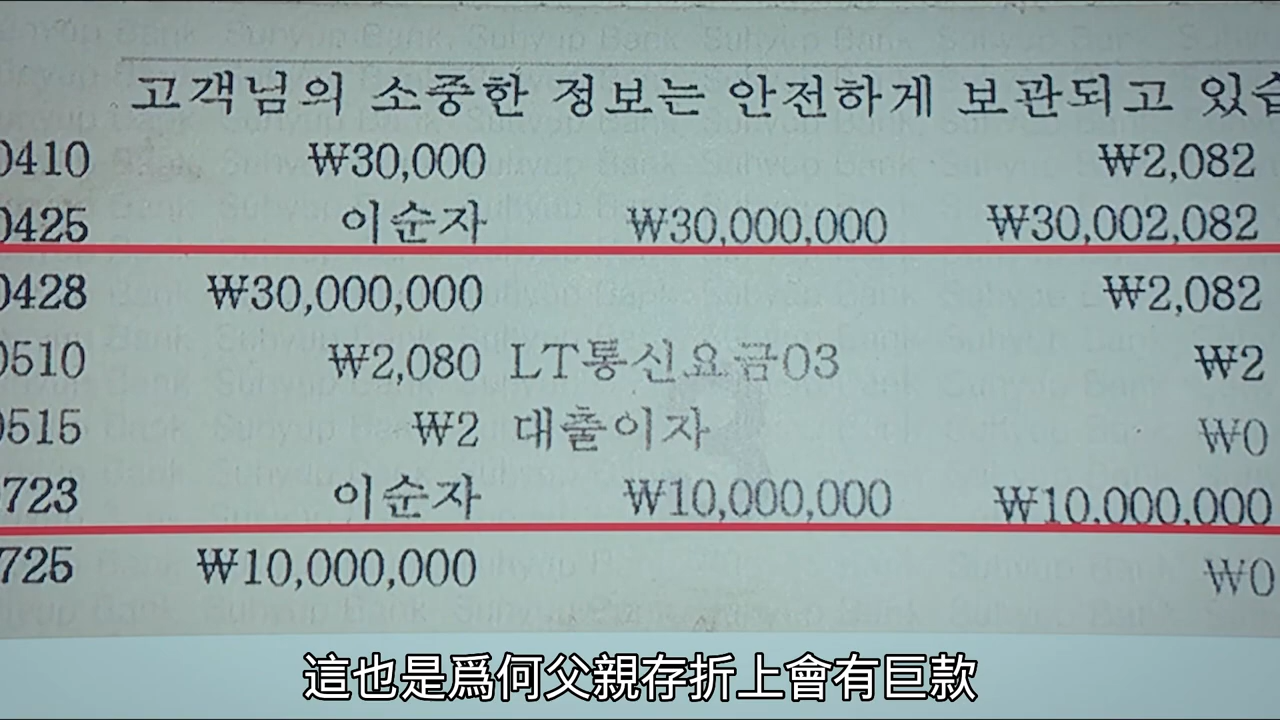 고객님의 소중한 정보는 안전하게 보관되고 있습
0410 ₩30,000 ₩2,082
0425 이순자 ₩30,000,000 ₩30,002,082
0428 ₩30,000,000 ₩2,082
0510 ₩2,080 LT통신요금03 ₩2
0515 ₩2 대출이자 ₩0
0723 이순자 ₩10,000,000 ₩10,000,000
725 ₩10,000,000 ₩0
這也是爲何父親存折上會有巨款